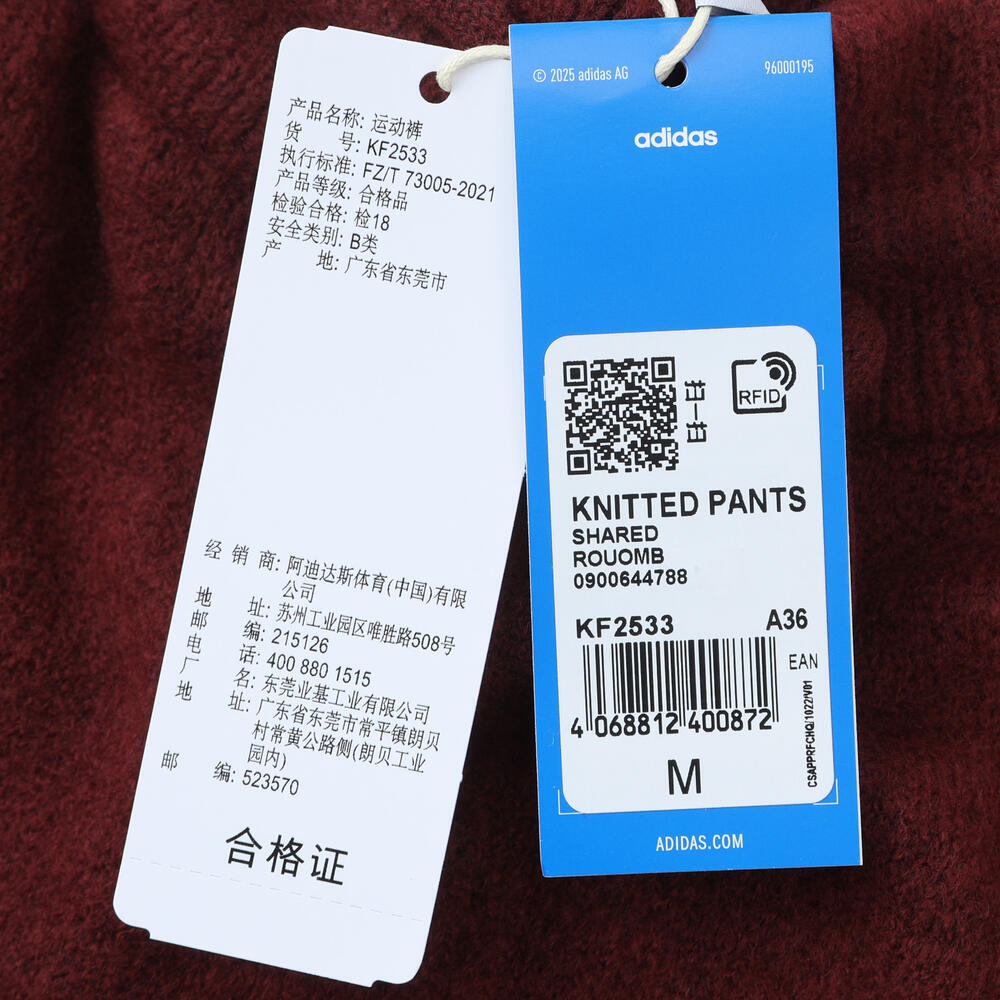 产品名称: 运动裤
货 号: KF2533
执行标准: FZ/T 73005-2021
产品等级: 合格品
检验合格: 检18
安全类别: B类
产 地: 广东省东莞市
经 销 商: 阿迪达斯体育(中国)有限
公司
地 址: 苏州工业园区唯胜路508号
邮 编: 215126
电 话: 400 880 1515
厂 名: 东莞业基工业有限公司
地 址: 广东省东莞市常平镇朗贝
村常黄公路侧(朗贝工业
园内)
邮 编: 523570
合格证
© 2025 adidas AG
96000195
adidas
扫一扫
RFID
KNITTED PANTS
SHARED
ROUOMB
0900644788
KF2533 A36
EAN
4 068812 400872
CSAPPRFCHQ/1022/V01
M
ADIDAS.COM